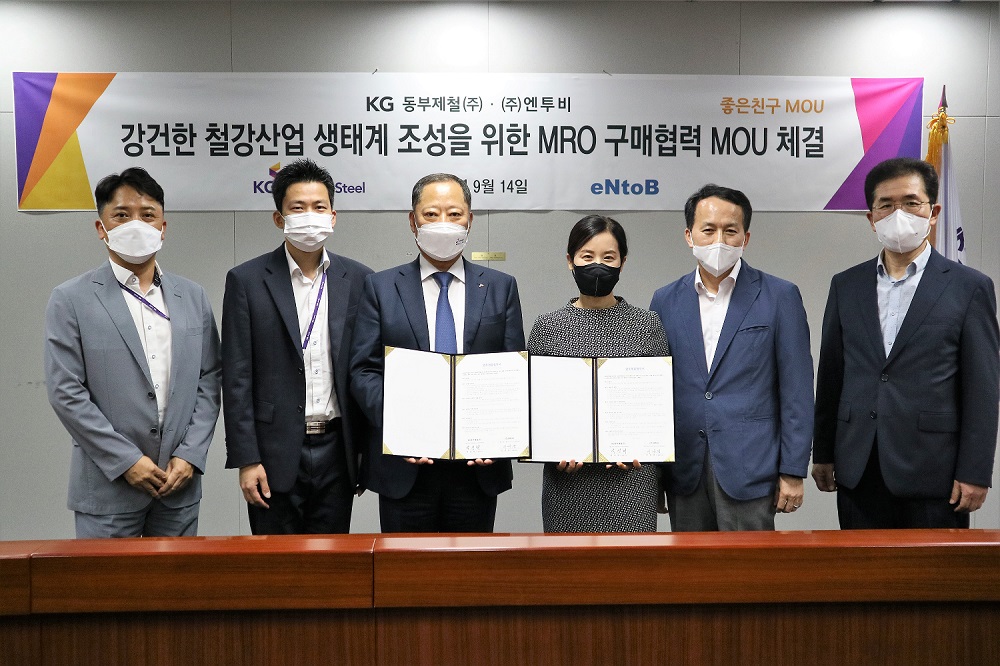 KG 동부제철(주) · (주)엔투비
좋은친구 MOU
강건한 철강산업 생태계 조성을 위한 MRO 구매협력 MOU 체결
KG Steel
9월 14일
eNtoB